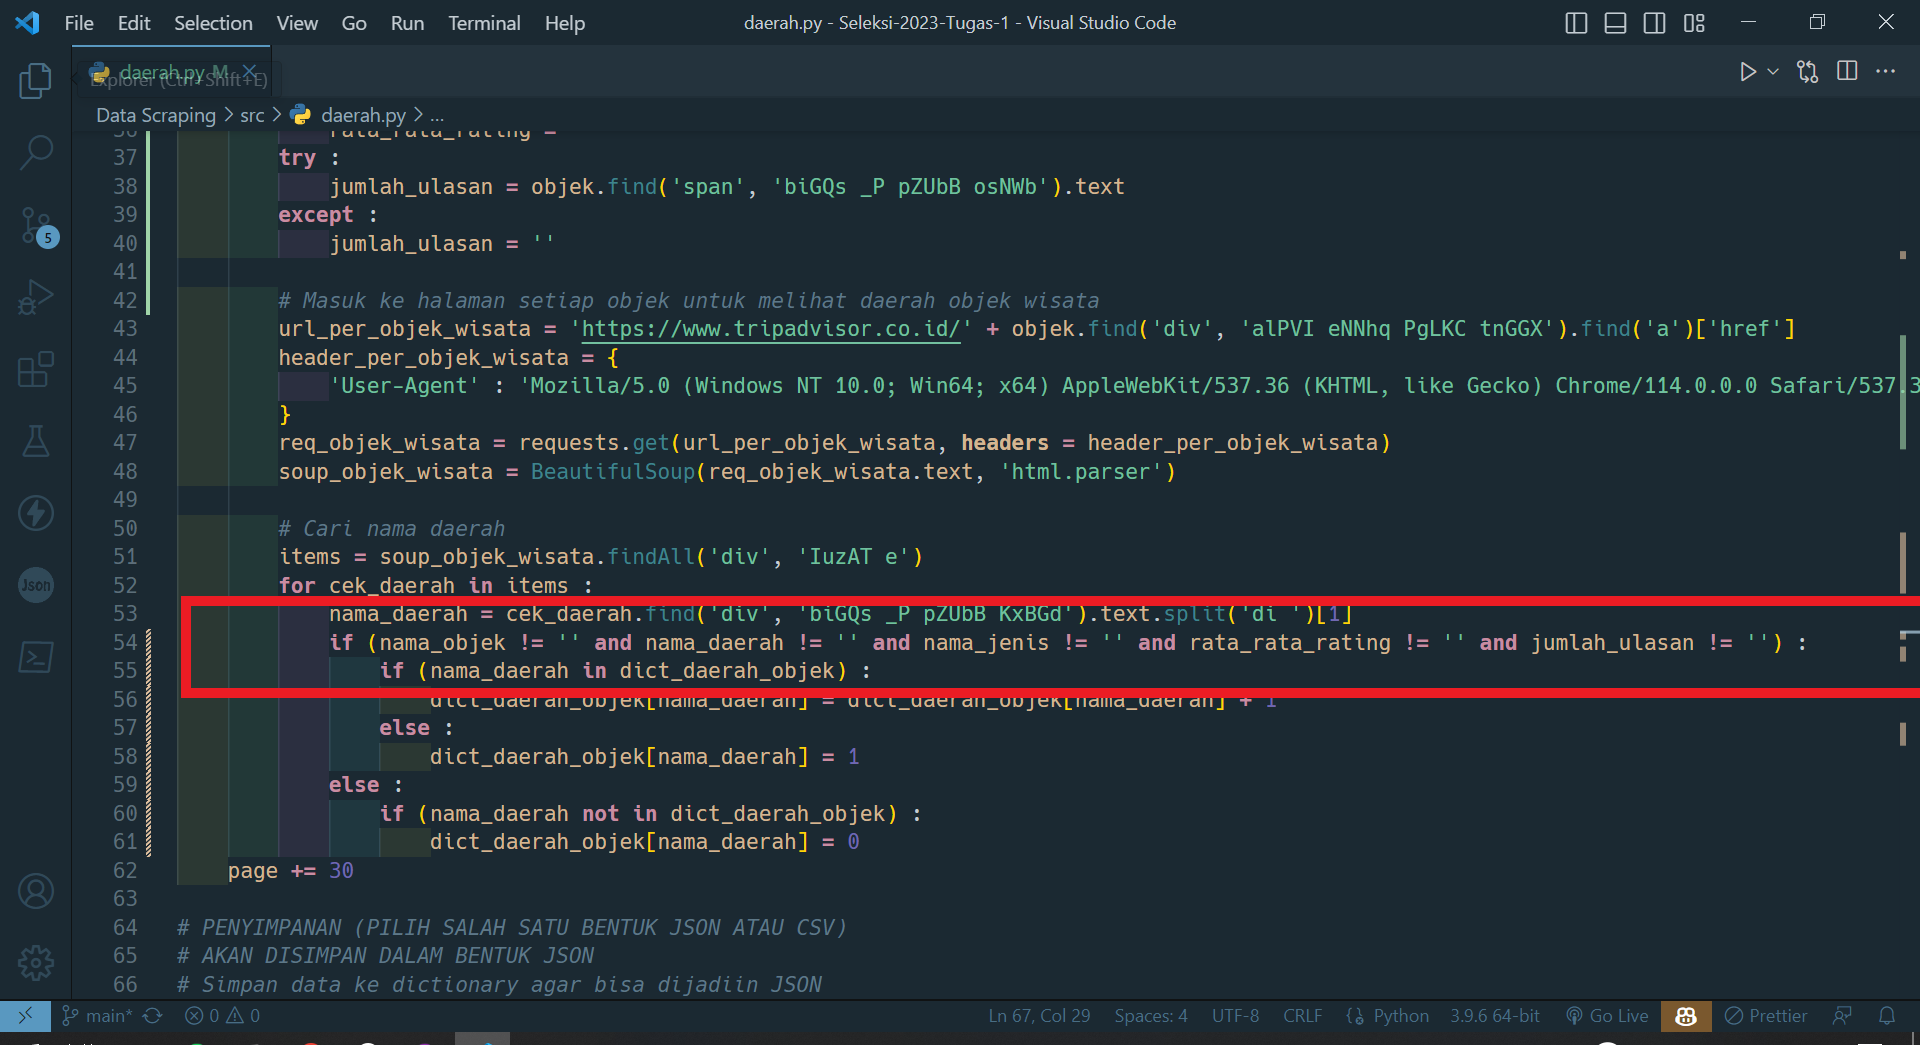 File Edit Selection View Go Run Terminal Help
daerah.py - Seleksi-2023-Tugas-1 - Visual Studio Code
daerah.py M
Explorer (Ctrl+Shift+E)
Data Scraping > src > daerah.py > ...
36 rata_rata_rating =
37 try :
38 jumlah_ulasan = objek.find('span', 'biGQs _P pZUbB osNWb').text
39 except :
40 jumlah_ulasan = ''
41
42 # Masuk ke halaman setiap objek untuk melihat daerah objek wisata
43 url_per_objek_wisata = 'https://www.tripadvisor.co.id/' + objek.find('div', 'alPVI eNNhq PgLKC tnGGX').find('a')['href']
44 header_per_objek_wisata = {
45 'User-Agent' : 'Mozilla/5.0 (Windows NT 10.0; Win64; x64) AppleWebKit/537.36 (KHTML, like Gecko) Chrome/114.0.0.0 Safari/537.3
46 }
47 req_objek_wisata = requests.get(url_per_objek_wisata, headers = header_per_objek_wisata)
48 soup_objek_wisata = BeautifulSoup(req_objek_wisata.text, 'html.parser')
49
50 # Cari nama daerah
51 items = soup_objek_wisata.findAll('div', 'IuzAT e')
52 for cek_daerah in items :
53 nama_daerah = cek_daerah.find('div', 'biGQs _P pZUbB KxBGd').text.split('di ')[1]
54 if (nama_objek != '' and nama_daerah != '' and nama_jenis != '' and rata_rata_rating != '' and jumlah_ulasan != '') :
55 if (nama_daerah in dict_daerah_objek) :
56 dict_daerah_objek[nama_daerah] = dict_daerah_objek[nama_daerah] + 1
57 else :
58 dict_daerah_objek[nama_daerah] = 1
59 else :
60 if (nama_daerah not in dict_daerah_objek) :
61 dict_daerah_objek[nama_daerah] = 0
62 page += 30
63
64 # PENYIMPANAN (PILIH SALAH SATU BENTUK JSON ATAU CSV)
65 # AKAN DISIMPAN DALAM BENTUK JSON
66 # Simpan data ke dictionary agar bisa dijadiin JSON
5
Json
main* 0 0 Ln 67, Col 29 Spaces: 4 UTF-8 CRLF Python 3.9.6 64-bit Go Live Prettier